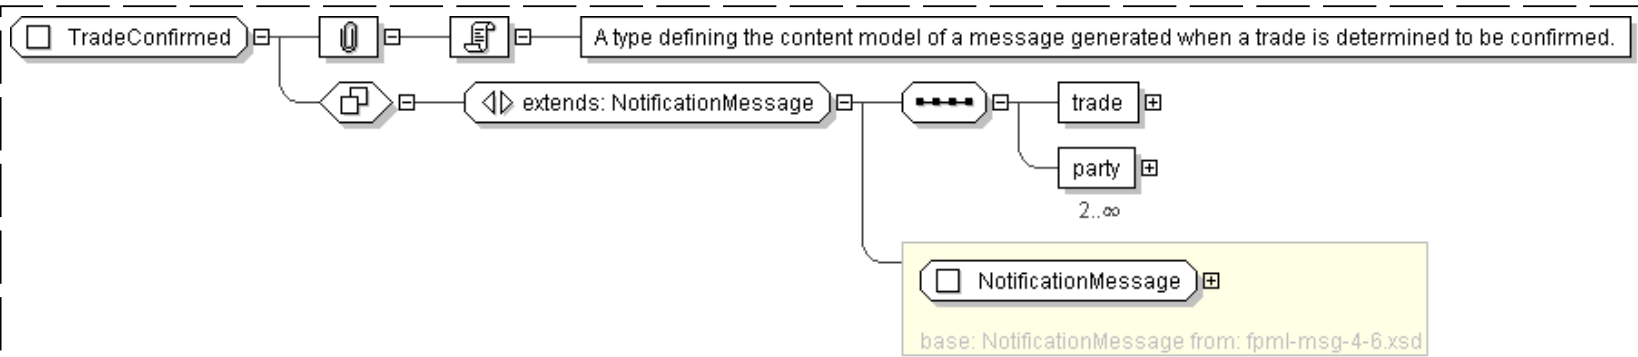 TradeConfirmed
A type defining the content model of a message generated when a trade is determined to be confirmed.
extends: NotificationMessage
trade
party
2..∞
NotificationMessage
base: NotificationMessage from: fpml-msg-4-6.xsd